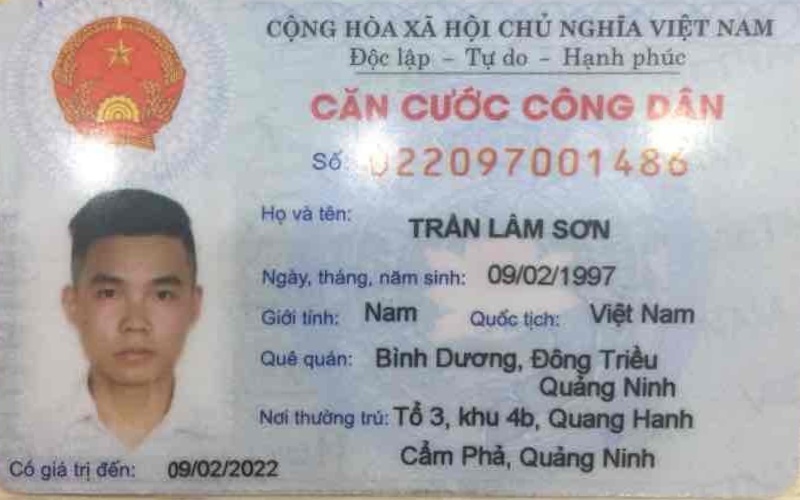 CỘNG HÒA XÃ HỘI CHỦ NGHĨA VIỆT NAM
Độc lập - Tự do - Hạnh phúc
CĂN CƯỚC CÔNG DÂN
Số: 022097001486
Họ và tên: TRẦN LÂM SƠN
Ngày, tháng, năm sinh: 09/02/1997
Giới tính: Nam Quốc tịch: Việt Nam
Quê quán: Bình Dương, Đông Triều
Quảng Ninh
Nơi thường trú: Tổ 3, khu 4b, Quang Hanh
Cẩm Phả, Quảng Ninh
Có giá trị đến: 09/02/2022